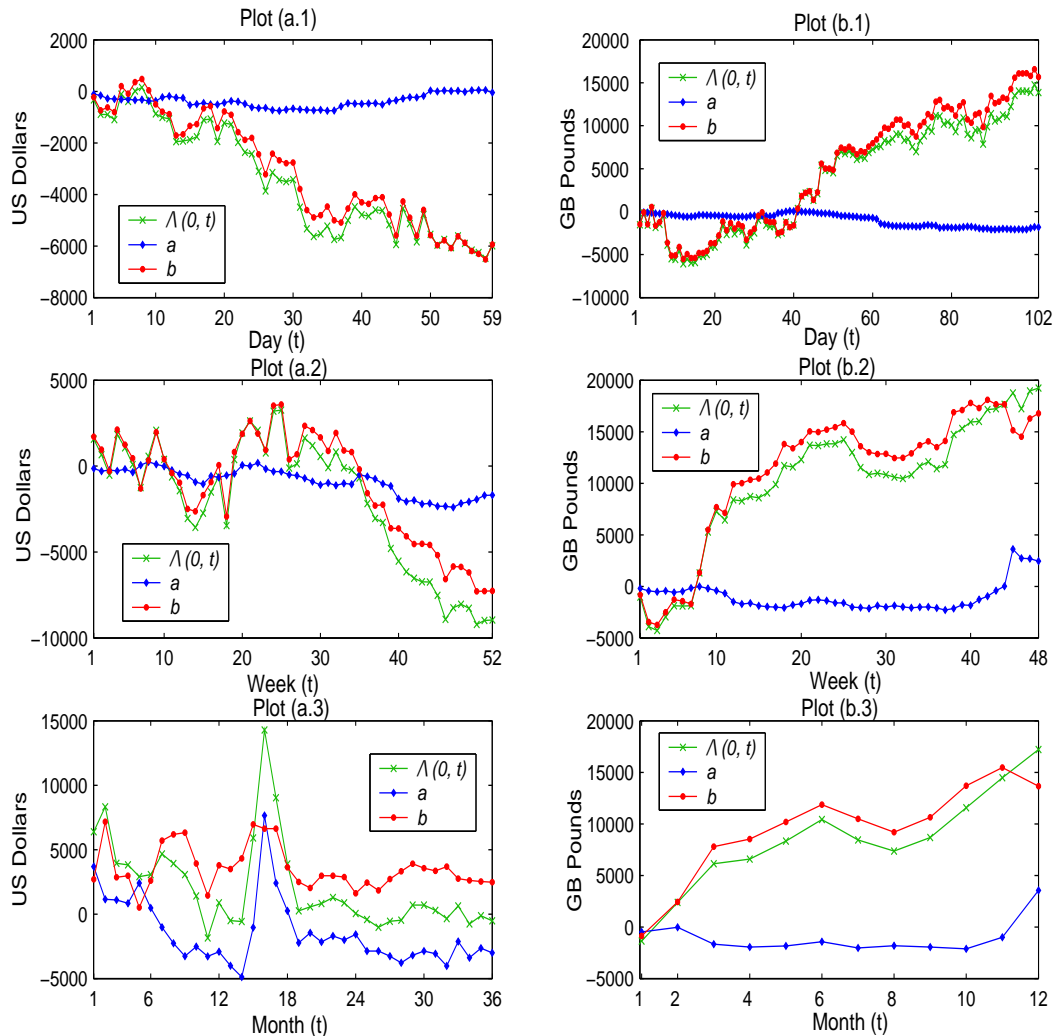 Plot (a.1)
US Dollars
2000
0
−2000
−4000
−6000
−8000
Λ (0, t)
a
b
1 10 20 30 40 50 59
Day (t)
Plot (b.1)
GB Pounds
20000
15000
10000
5000
0
−5000
−10000
Λ (0, t)
a
b
1 20 40 60 80 102
Day (t)
Plot (a.2)
US Dollars
5000
0
−5000
−10000
Λ (0, t)
a
b
1 10 20 30 40 52
Week (t)
Plot (b.2)
GB Pounds
20000
15000
10000
5000
0
−5000
Λ (0, t)
a
b
1 10 20 30 40 48
Week (t)
Plot (a.3)
US Dollars
15000
10000
5000
0
−5000
Λ (0, t)
a
b
1 6 12 18 24 30 36
Month (t)
Plot (b.3)
GB Pounds
20000
15000
10000
5000
0
−5000
Λ (0, t)
a
b
1 2 4 6 8 10 12
Month (t)